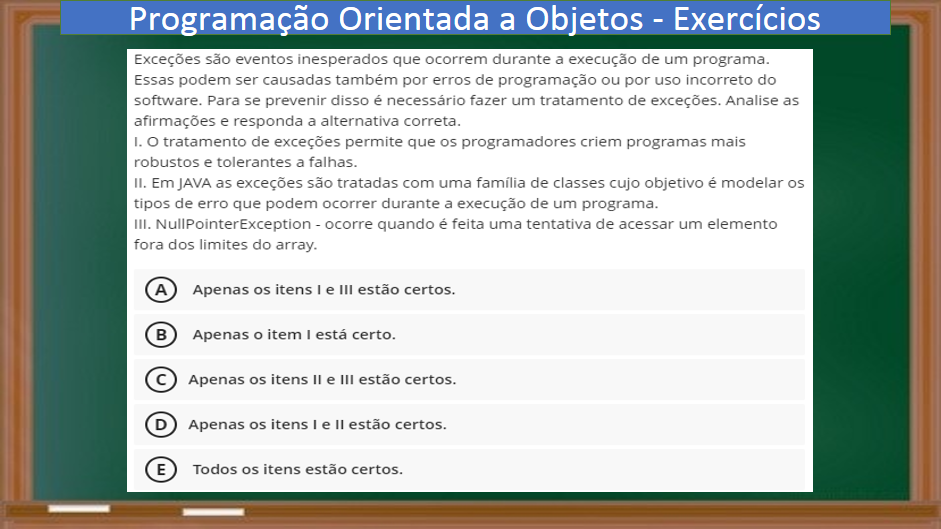 Programação Orientada a Objetos - Exercícios
Exceções são eventos inesperados que ocorrem durante a execução de um programa.
Essas podem ser causadas também por erros de programação ou por uso incorreto do
software. Para se prevenir disso é necessário fazer um tratamento de exceções. Analise as
afirmações e responda a alternativa correta.
I. O tratamento de exceções permite que os programadores criem programas mais
robustos e tolerantes a falhas.
II. Em JAVA as exceções são tratadas com uma família de classes cujo objetivo é modelar os
tipos de erro que podem ocorrer durante a execução de um programa.
III. NullPointerException - ocorre quando é feita uma tentativa de acessar um elemento
fora dos limites do array.
A Apenas os itens I e III estão certos.
B Apenas o item I está certo.
C Apenas os itens II e III estão certos.
D Apenas os itens I e II estão certos.
E Todos os itens estão certos.